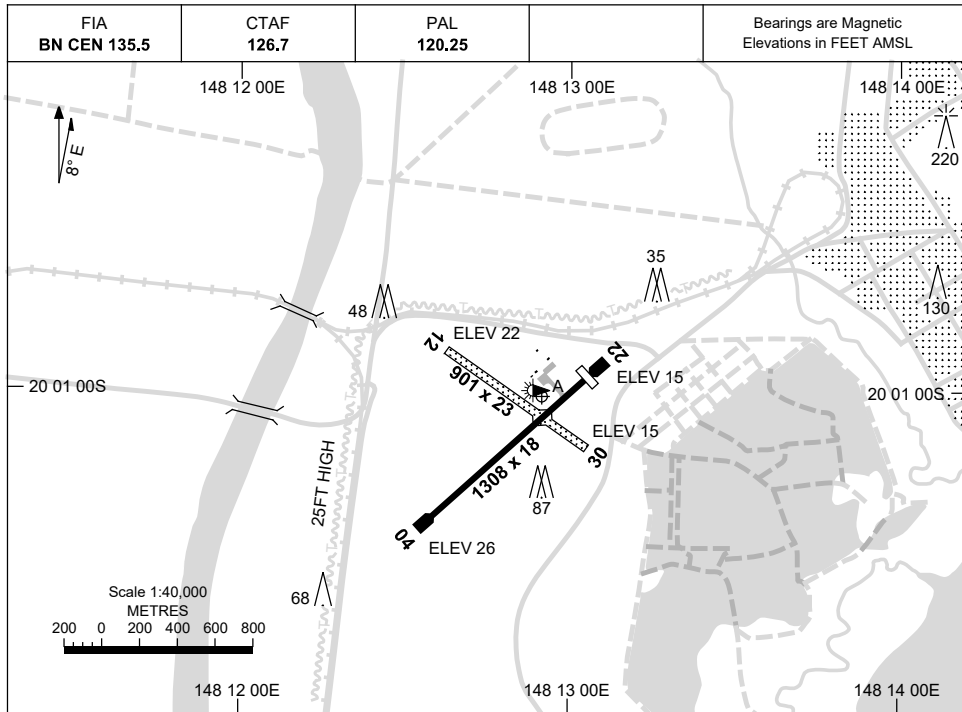 FIA
BN CEN 135.5
CTAF
126.7
PAL
120.25
Bearings are Magnetic
Elevations in FEET AMSL
148 12 00E
148 13 00E
148 14 00E
8° E
220
35
130
48
ELEV 22
12
22
901 x 23
A
ELEV 15
20 01 00S
20 01 00S
ELEV 15
30
1308 x 18
25FT HIGH
87
04
ELEV 26
68
Scale 1:40,000
METRES
200 0 200 400 600 800
148 12 00E
148 13 00E
148 14 00E